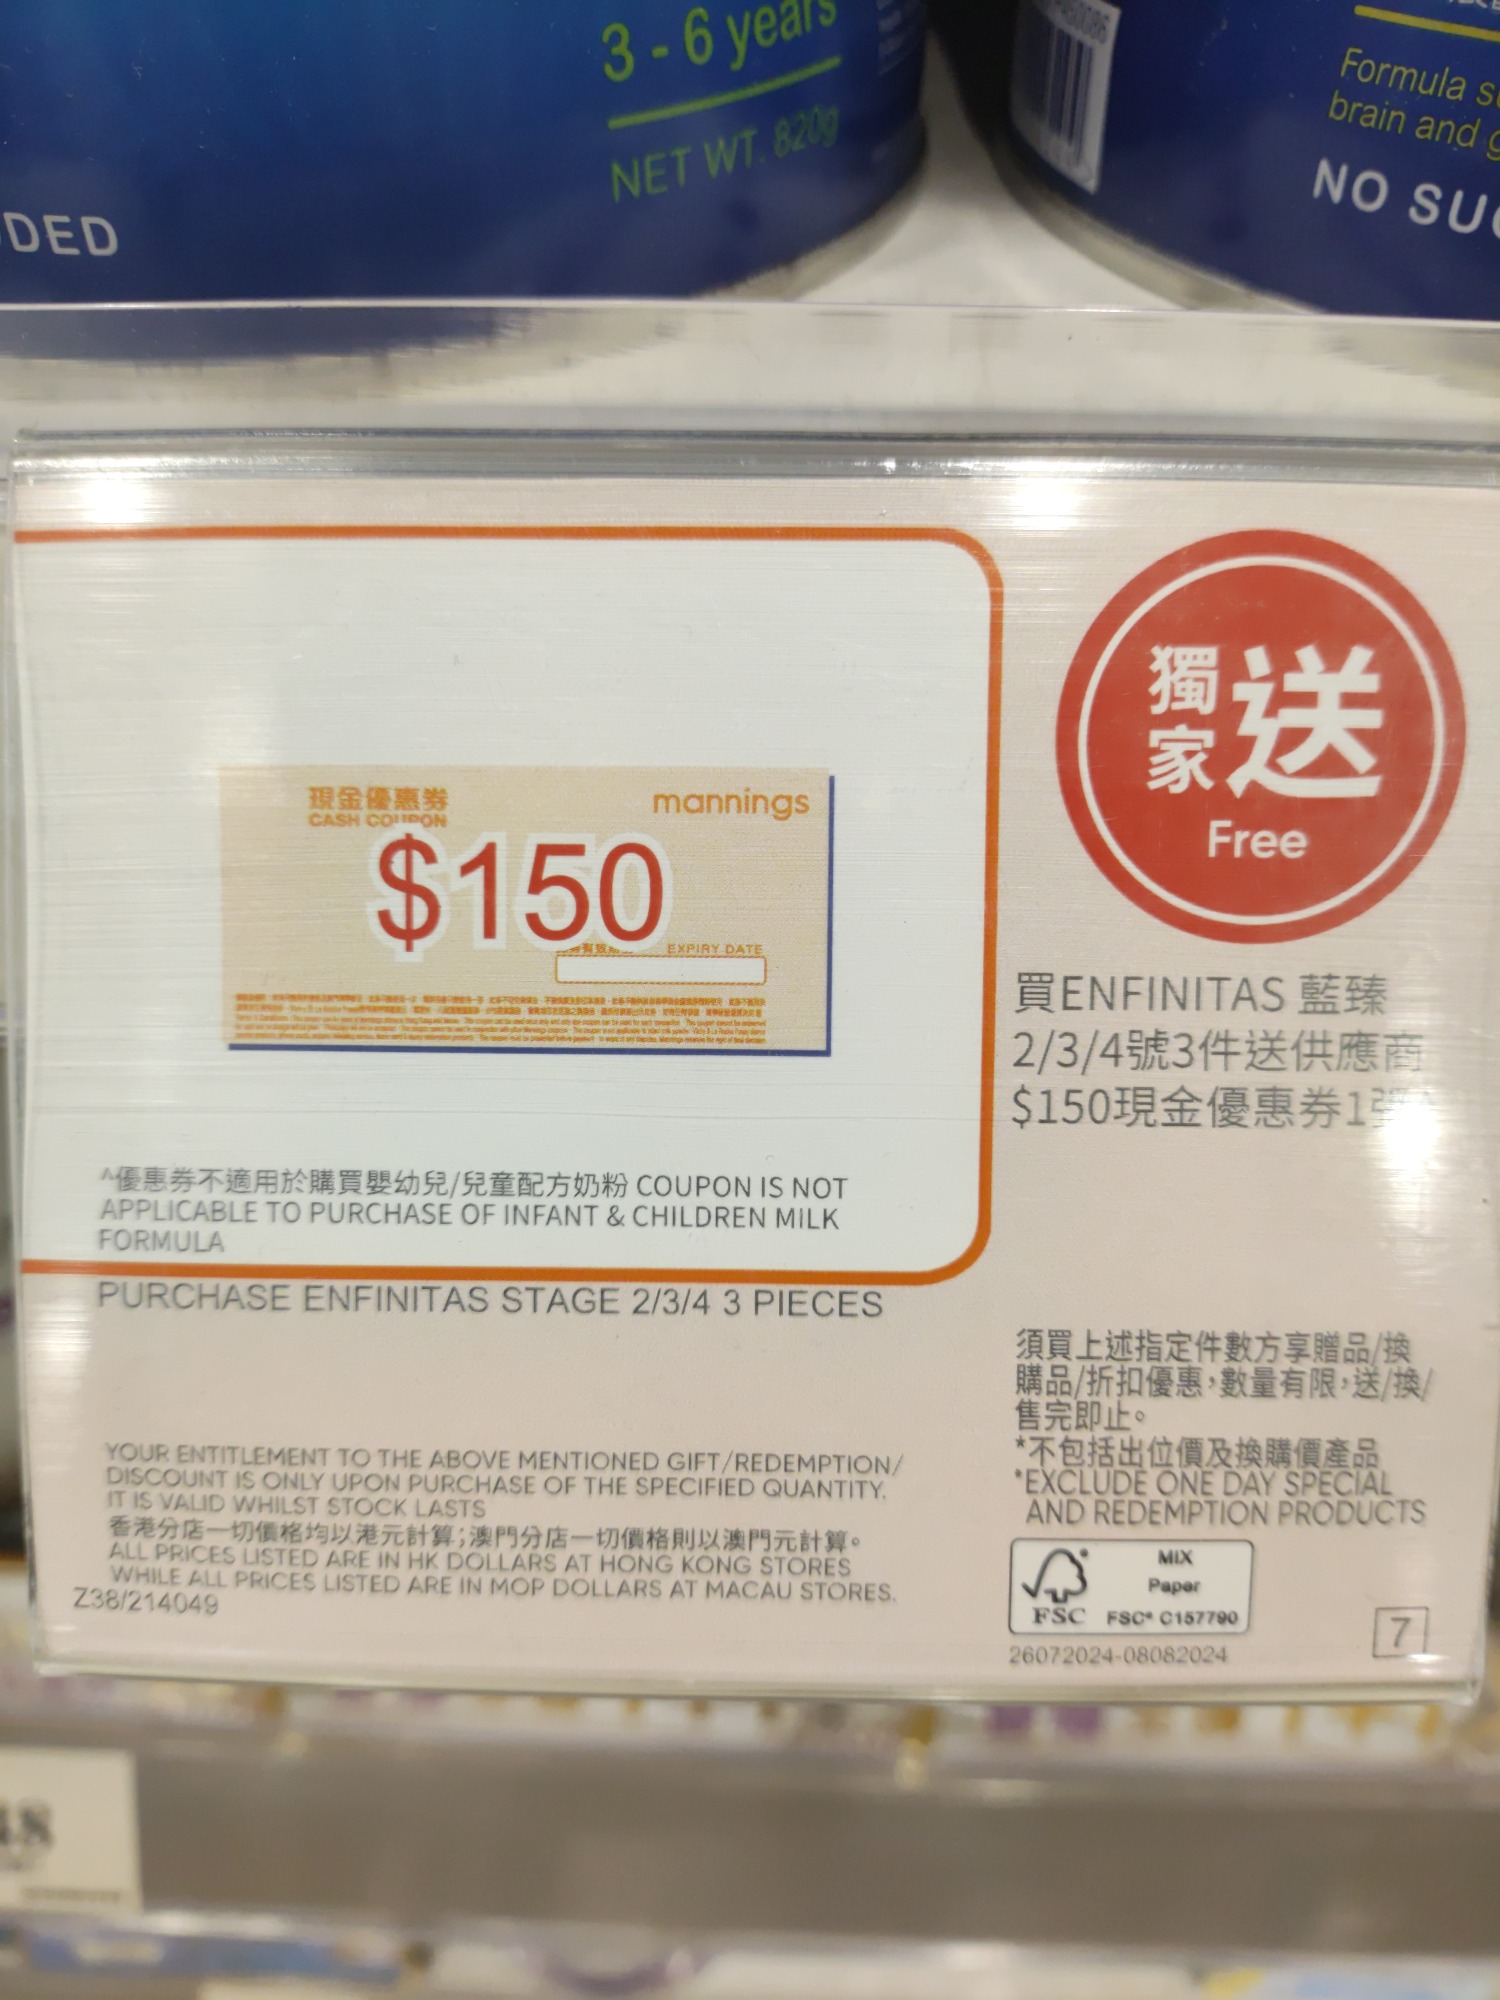 3 - 6 years
NET WT. 820g
DED
Formula
brain and
NO
獨家送
Free
現金優惠券
CASH COUPON
mannings
$150
EXPIRY DATE
買ENFINITAS 藍臻
2/3/4號3件送供應商
$150現金優惠券1張
^優惠券不適用於購買嬰幼兒/兒童配方奶粉 COUPON IS NOT
APPLICABLE TO PURCHASE OF INFANT & CHILDREN MILK
FORMULA
PURCHASE ENFINITAS STAGE 2/3/4 3 PIECES
須買上述指定件數方享贈品/換
購品/折扣優惠，數量有限，送/換/
售完即止。
*不包括出位價及換購價產品
*EXCLUDE ONE DAY SPECIAL
AND REDEMPTION PRODUCTS
YOUR ENTITLEMENT TO THE ABOVE MENTIONED GIFT/REDEMPTION/
DISCOUNT IS ONLY UPON PURCHASE OF THE SPECIFIED QUANTITY.
IT IS VALID WHILST STOCK LASTS
香港分店一切價格均以港元計算；澳門分店一切價格則以澳門元計算。
ALL PRICES LISTED ARE IN HK DOLLARS AT HONG KONG STORES
WHILE ALL PRICES LISTED ARE IN MOP DOLLARS AT MACAU STORES.
Z38/214049
FSC
MIX
Paper
FSC® C157790
26072024-08082024
7